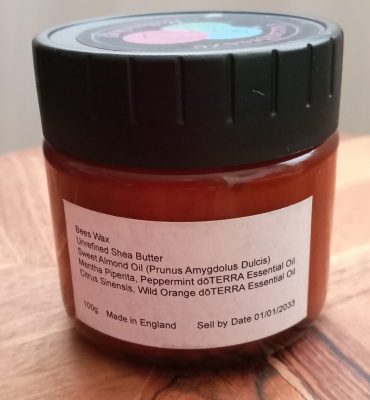 Bees Wax
Unrefined Shea Butter
Sweet Almond Oil (Prunus Amygdolus Dulcis)
Mentha Piperita, Peppermint dōTERRA Essential Oil
Citrus Sinensis, Wild Orange dōTERRA Essential Oil
100g Made in England Sell by Date 01/01/2033